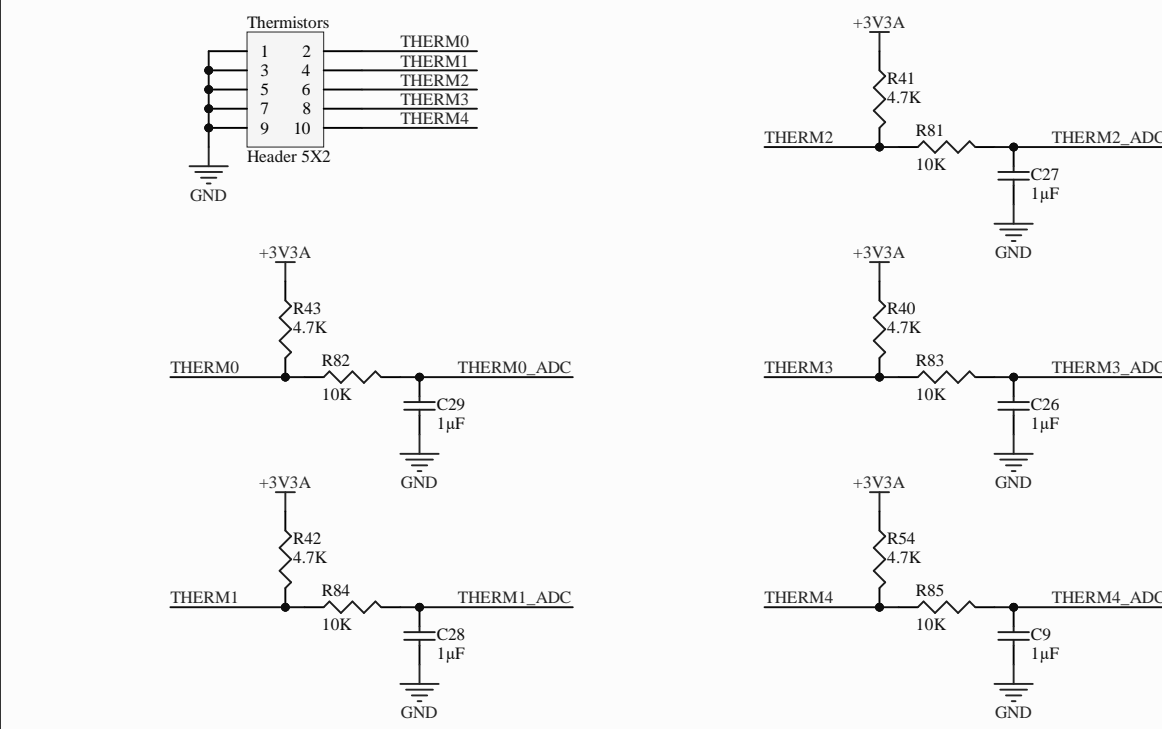 Thermistors
1 2 THERM0
3 4 THERM1
5 6 THERM2
7 8 THERM3
9 10 THERM4
Header 5X2
GND
+3V3A
R41
4.7K
THERM2 R81 THERM2_ADC
10K
C27
1µF
GND
+3V3A
R43
4.7K
THERM0 R82 THERM0_ADC
10K
C29
1µF
GND
+3V3A
R40
4.7K
THERM3 R83 THERM3_ADC
10K
C26
1µF
GND
+3V3A
R42
4.7K
THERM1 R84 THERM1_ADC
10K
C28
1µF
GND
+3V3A
R54
4.7K
THERM4 R85 THERM4_ADC
10K
C9
1µF
GND